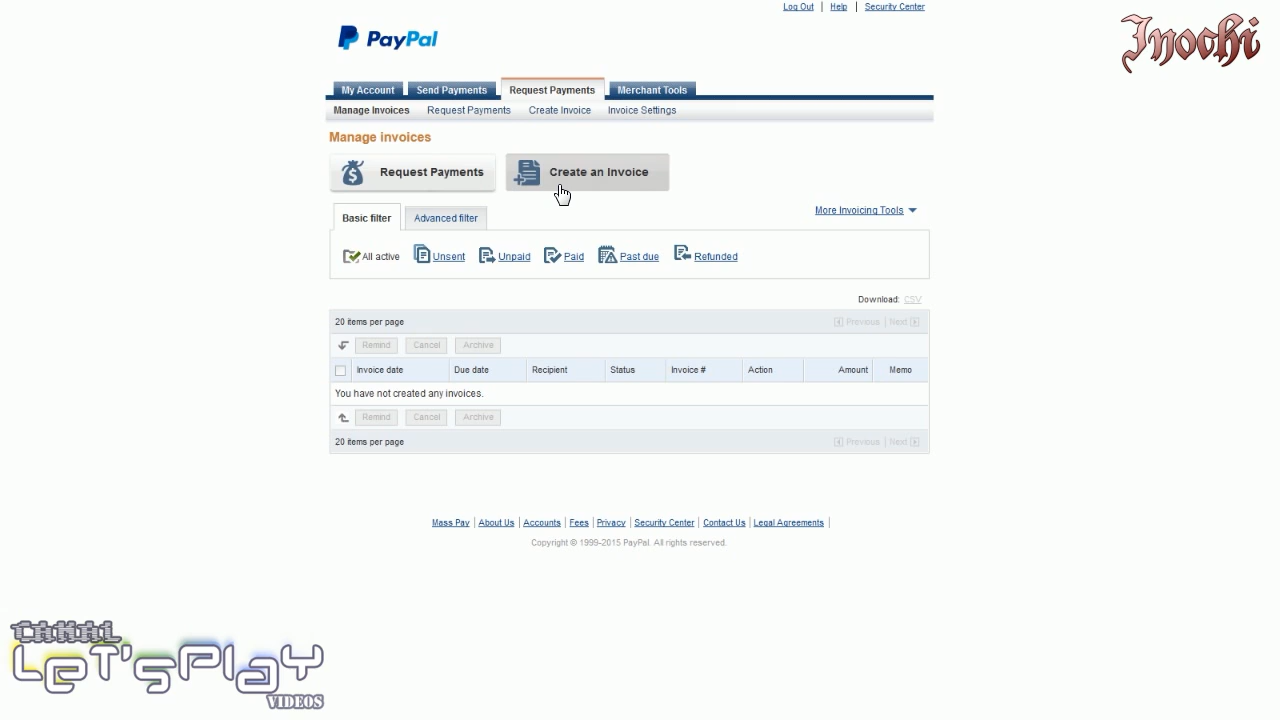 Log Out | Help | Security Center
Inochi
PayPal
My Account Send Payments Request Payments Merchant Tools
Manage Invoices Request Payments Create Invoice Invoice Settings
Manage invoices
Request Payments Create an Invoice
Basic filter Advanced filter More Invoicing Tools
All active Unsent Unpaid Paid Past due Refunded
Download: CSV
20 items per page Previous | Next
Remind Cancel Archive
Invoice date Due date Recipient Status Invoice # Action Amount Memo
You have not created any invoices.
Remind Cancel Archive
20 items per page Previous | Next
Mass Pay | About Us | Accounts | Fees | Privacy | Security Center | Contact Us | Legal Agreements |
Copyright © 1999-2015 PayPal. All rights reserved.
CANAL
LeT'sPlaY
VIDEOS